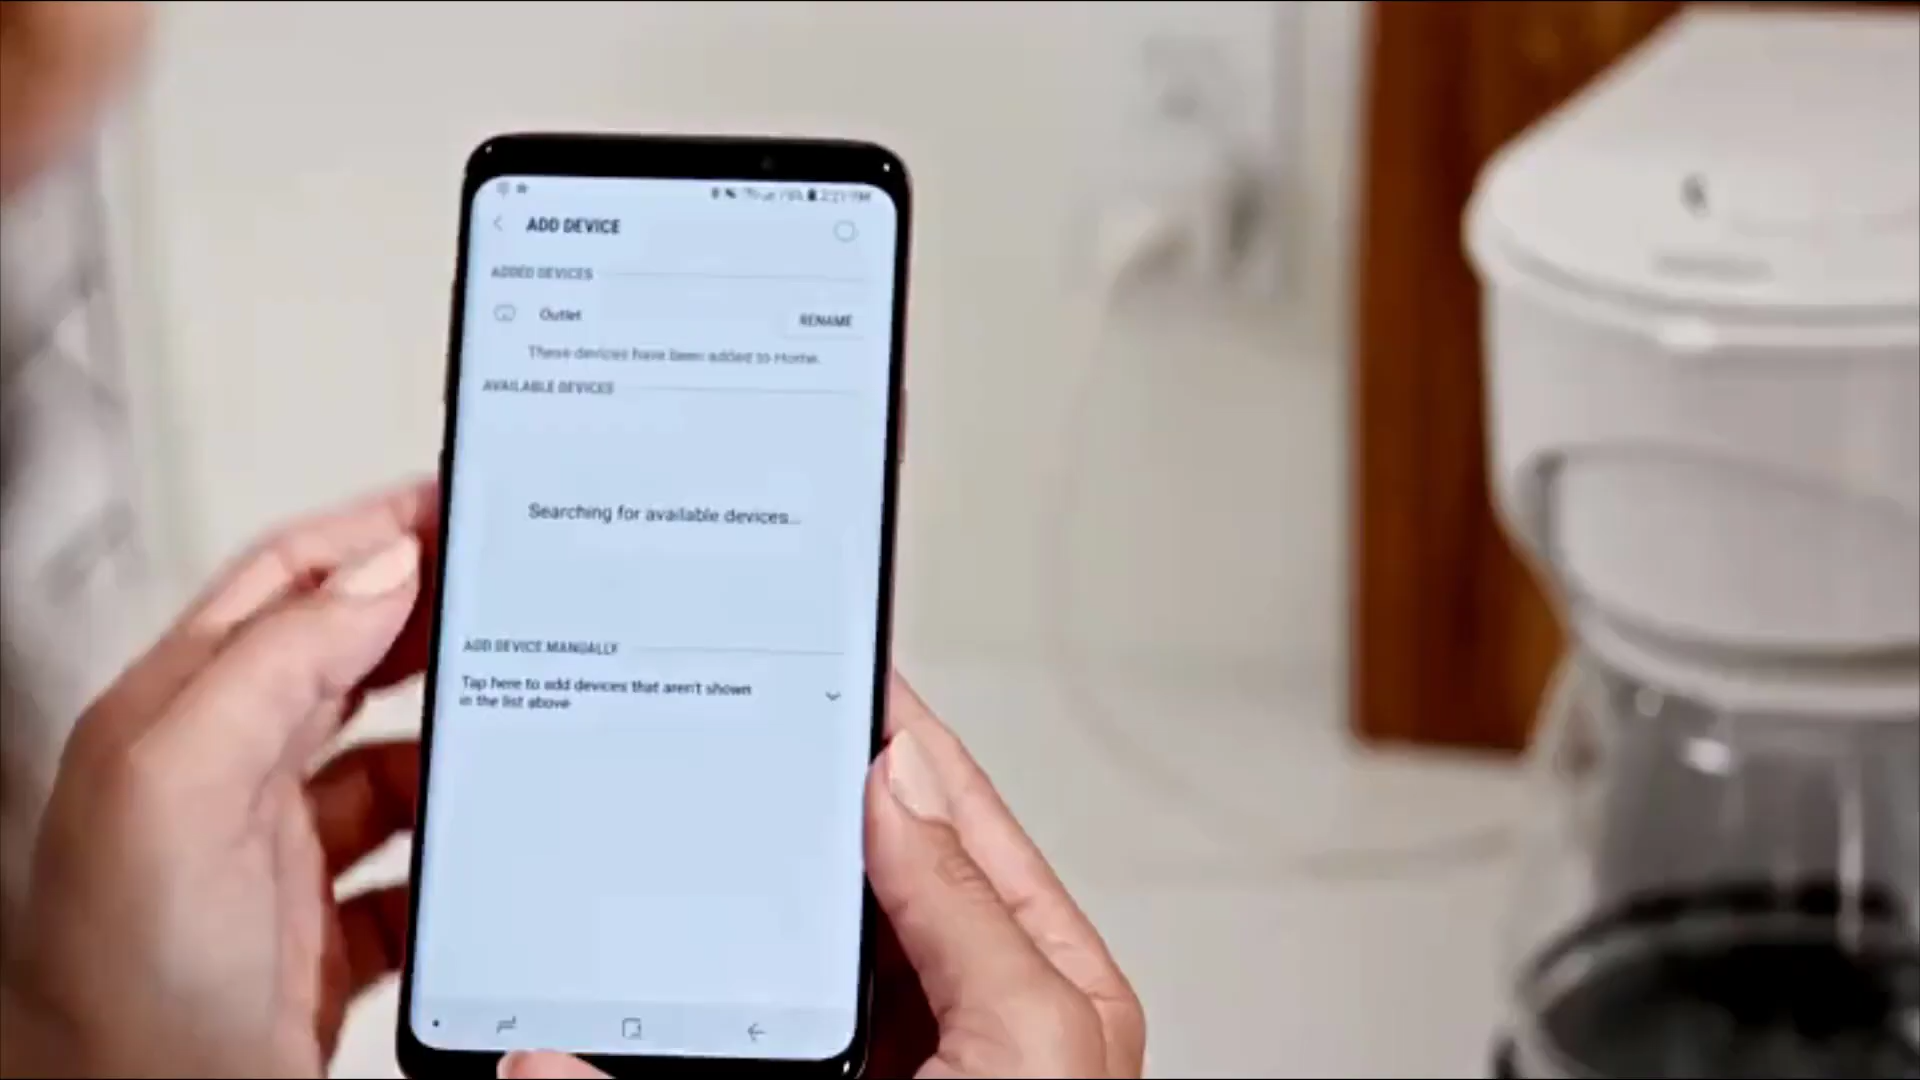 ADD DEVICE
ADDED DEVICES
Outlet
RENAME
These devices have been added to Home.
AVAILABLE DEVICES
Searching for available devices...
ADD DEVICE MANUALLY
Tap here to add devices that aren't shown
in the list above